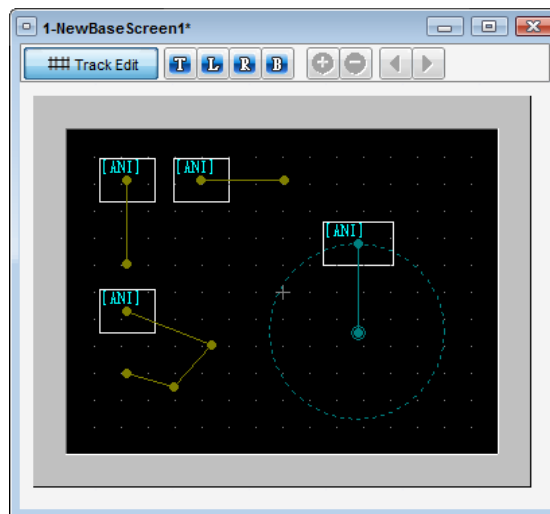 1-NewBaseScreen1*
Track Edit
T L R B
[ANI] [ANI]
[ANI]
[ANI]